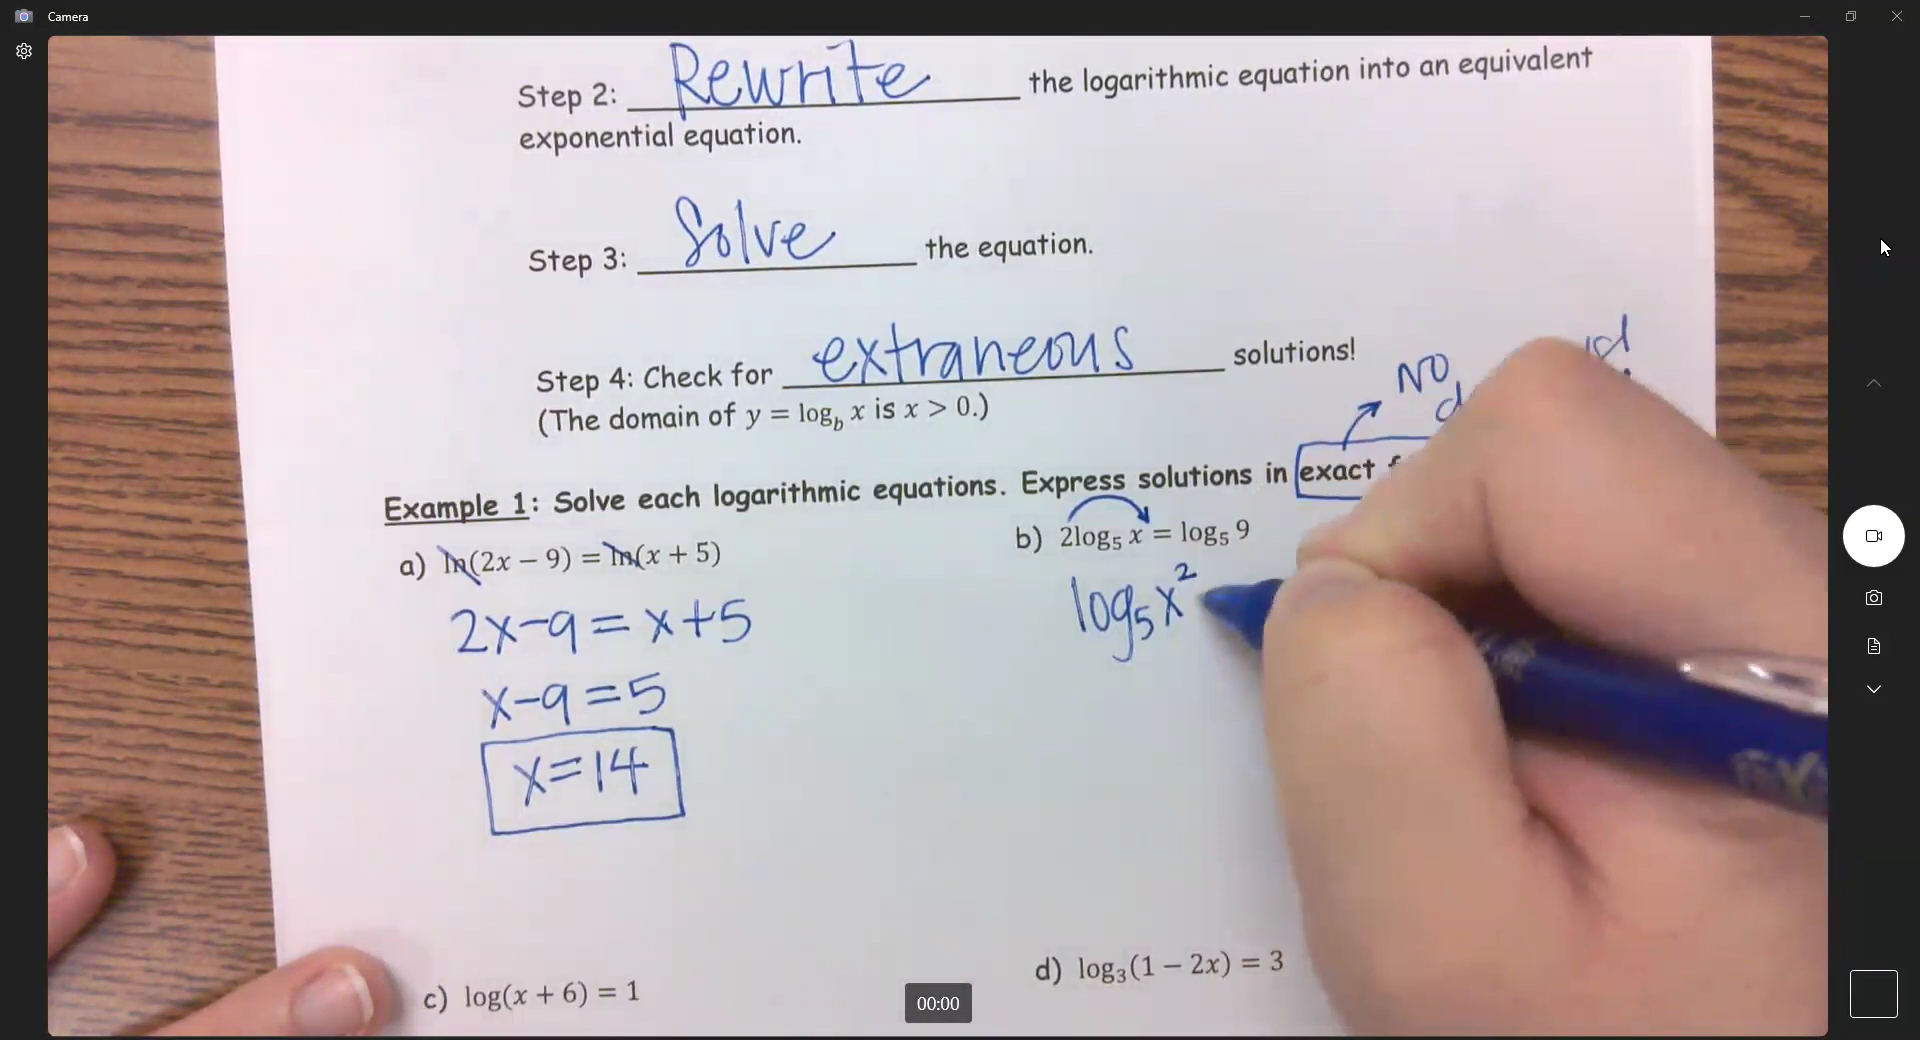 Camera
Step 2: Rewrite the logarithmic equation into an equivalent
exponential equation.
Step 3: Solve the equation.
Step 4: Check for extraneous solutions!
(The domain of y = log_b x is x > 0.)
NO
Example 1: Solve each logarithmic equations. Express solutions in exact
a) ln(2x − 9) = ln(x + 5)
2x-9=x+5
x-9=5
x=14
b) 2log₅ x = log₅ 9
log₅x²
c) log(x + 6) = 1
d) log₃(1 − 2x) = 3
00:00